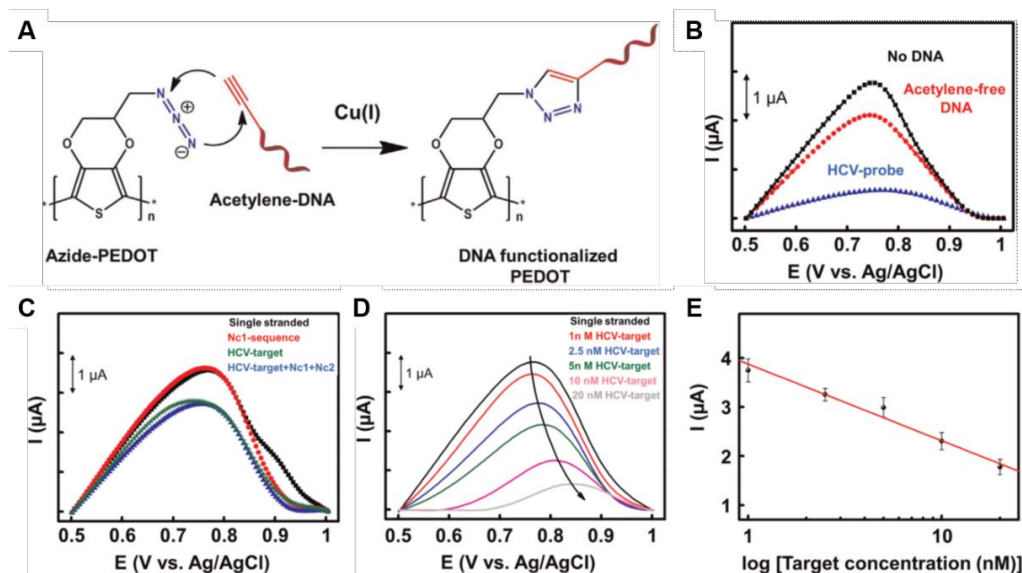 A
N
N
N
⊕
⊖
O
O
S
n
*
*
Azide-PEDOT
Acetylene-DNA
Cu(I)
N
N
N
O
O
S
n
*
*
DNA functionalized
PEDOT
B
No DNA
Acetylene-free
DNA
HCV-probe
1 µA
I (µA)
0.5 0.6 0.7 0.8 0.9 1
E (V vs. Ag/AgCl)
C
Single stranded
Nc1-sequence
HCV-target
HCV-target+Nc1+Nc2
1 µA
I (µA)
0.5 0.6 0.7 0.8 0.9 1
E (V vs. Ag/AgCl)
D
Single stranded
1n M HCV-target
2.5 nM HCV-target
5n M HCV-target
10 nM HCV-target
20 nM HCV-target
1 µA
I (µA)
0.5 0.6 0.7 0.8 0.9 1
E (V vs. Ag/AgCl)
E
4
3
2
1
I (µA)
1 10
log [Target concentration (nM)]